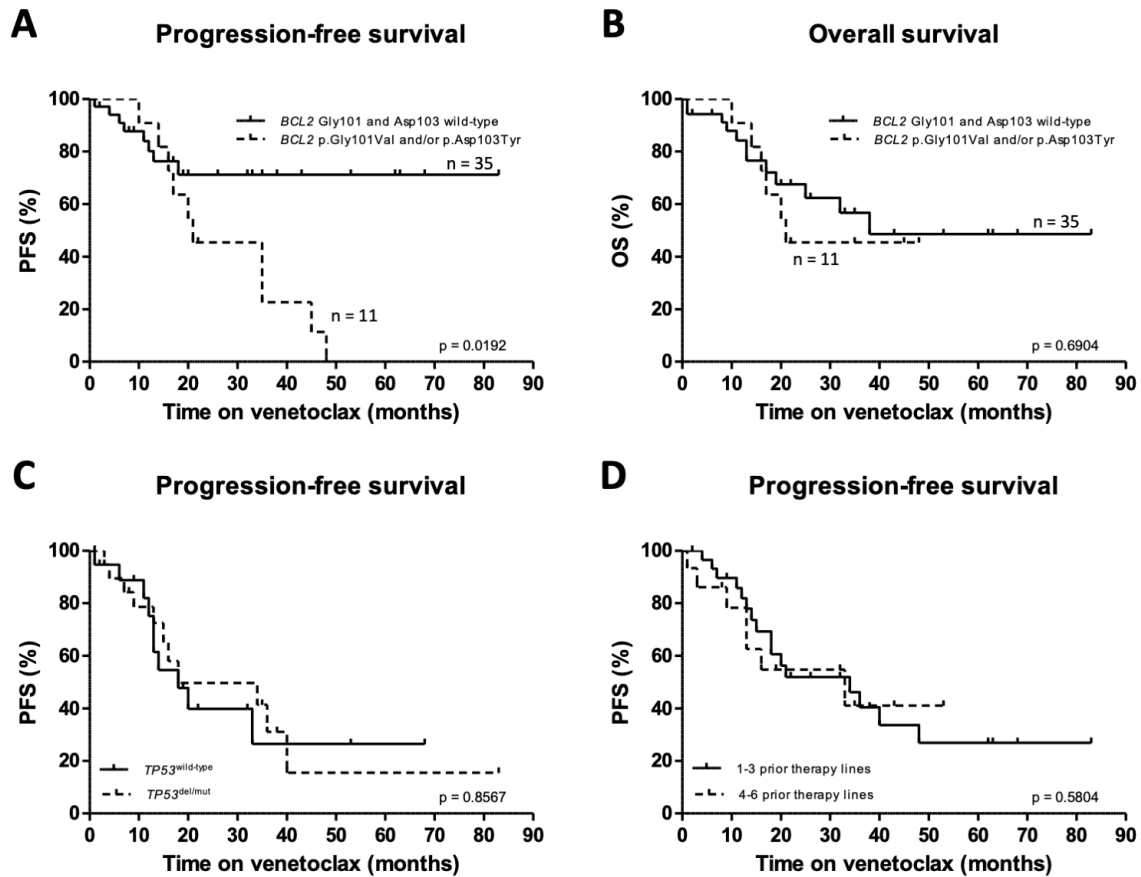 A
Progression-free survival
PFS (%)
100
80
60
40
20
0
BCL2 Gly101 and Asp103 wild-type
BCL2 p.Gly101Val and/or p.Asp103Tyr
n = 35
n = 11
p = 0.0192
0 10 20 30 40 50 60 70 80 90
Time on venetoclax (months)
B
Overall survival
OS (%)
100
80
60
40
20
0
BCL2 Gly101 and Asp103 wild-type
BCL2 p.Gly101Val and/or p.Asp103Tyr
n = 35
n = 11
p = 0.6904
0 10 20 30 40 50 60 70 80 90
Time on venetoclax (months)
C
Progression-free survival
PFS (%)
100
80
60
40
20
0
TP53wild-type
TP53del/mut
p = 0.8567
0 10 20 30 40 50 60 70 80 90
Time on venetoclax (months)
D
Progression-free survival
PFS (%)
100
80
60
40
20
0
1-3 prior therapy lines
4-6 prior therapy lines
p = 0.5804
0 10 20 30 40 50 60 70 80 90
Time on venetoclax (months)